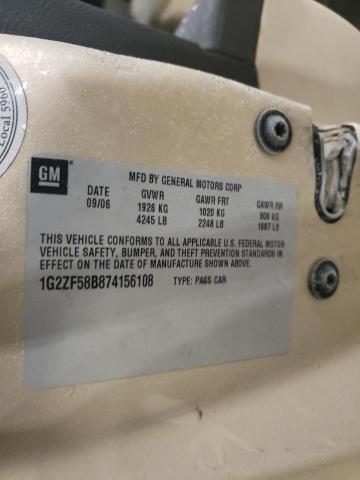 Local 5960
GM
MFD BY GENERAL MOTORS CORP
DATE GVWR GAWR FRT GAWR RR
09/06 1926 KG 1020 KG 906 KG
4245 LB 2248 LB 1997 LB
THIS VEHICLE CONFORMS TO ALL APPLICABLE U.S. FEDERAL MOTOR
VEHICLE SAFETY, BUMPER, AND THEFT PREVENTION STANDARDS IN
EFFECT ON THE DATE OF MANUFACTURE SHOWN ABOVE.
1G2ZF58B874156108 TYPE: PASS CAR